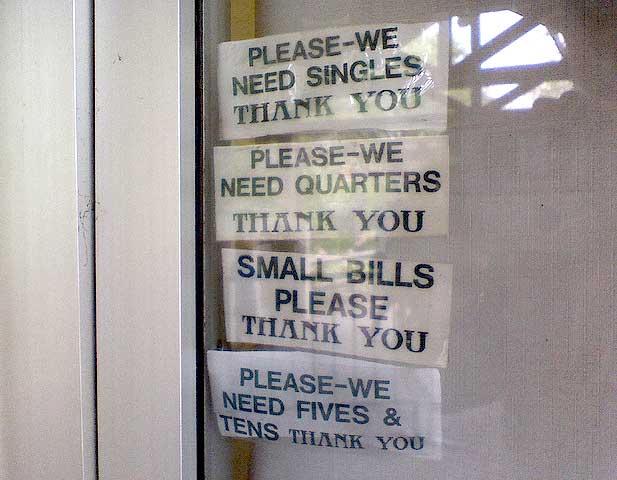 PLEASE-WE
NEED SINGLES
THANK YOU
PLEASE-WE
NEED QUARTERS
THANK YOU
SMALL BILLS
PLEASE
THANK YOU
PLEASE-WE
NEED FIVES &
TENS THANK YOU